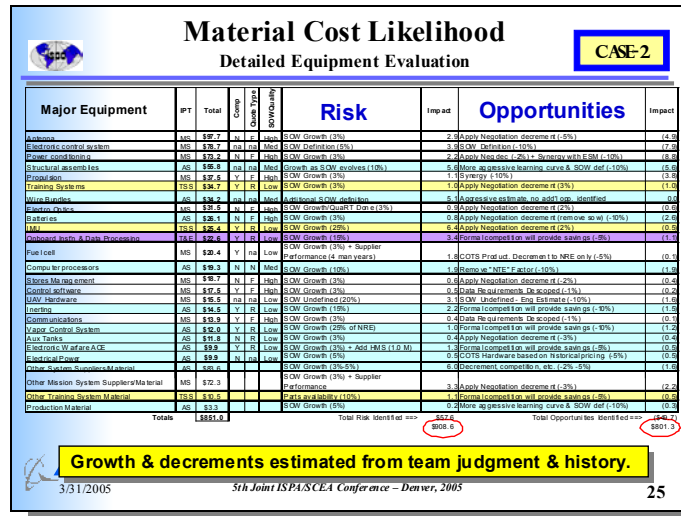 Material Cost Likelihood
Detailed Equipment Evaluation
CASE-2
Major Equipment IPT Total Comp Quote Type SOW Quality Risk Impact Opportunities Impact
Antenna MS $97.7 N F High SOW Growth (3%) 2.9 Apply Negotiation decrement (-5%) (4.9)
Electronic control system MS $78.7 na na Med SOW Definition (5%) 3.9 SOW Definition (-10%) (7.9)
Power conditioning MS $73.2 N F High SOW Growth (3%) 2.2 Apply Neg dec (-2%) + Synergy with ESM (-10%) (8.8)
Structural assemblies AS $55.8 na na Med Growth as SOW evolves (10%) 5.6 More aggressive learning curve & SOW def (-10%) (5.6)
Propulsion MS $37.5 Y F High SOW Growth (3%) 1.1 Synergy (-10%) (3.8)
Training Systems TSS $34.7 Y R Low SOW Growth (3%) 1.0 Apply Negotiation decrement (3%) (1.0)
Wire Bundles AS $34.2 na na Med Additional SOW definition 5.1 Aggressive estimate, no add'l opp. identified 0.0
Electro Optics MS $31.5 N F High SOW Growth/QuaRT Done (3%) 0.9 Apply Negotiation decrement (2%) (0.6)
Batteries AS $26.1 N F High SOW Growth (3%) 0.8 Apply Negotiation decrement (remove sow) (-10%) (2.6)
IMU TSS $25.4 Y R Low SOW Growth (25%) 6.4 Apply Negotiation decrement (2%) (0.5)
Onboard Instln & Data Processing T&E $22.6 Y R Low SOW Growth (15%) 3.4 Formal competition will provide savings (-5%) (1.1)
Fuel cell MS $20.4 Y na Low SOW Growth (3%) + Supplier
Performance (4 man years) 1.8 COTS Product. Decrement to NRE only (-5%) (0.1)
Computer processors AS $19.3 N N Med SOW Growth (10%) 1.9 Remove "NTE" Factor (-10%) (1.9)
Stores Management MS $18.7 N F High SOW Growth (3%) 0.6 Apply Negotiation decrement (-2%) (0.4)
Control software MS $17.5 Y F High SOW Growth (3%) 0.5 Data Requirements Descoped (-1%) (0.2)
UAV Hardware MS $15.5 na na Low SOW Undefined (20%) 3.1 SOW Undefined - Eng Estimate (-10%) (1.6)
Inerting AS $14.5 Y R Low SOW Growth (15%) 2.2 Formal competition will provide savings (-10%) (1.5)
Communications MS $13.9 Y F High SOW Growth (3%) 0.4 Data Requirements Descoped (-1%) (0.1)
Vapor Control System AS $12.0 Y R Low SOW Growth (25% of NRE) 1.0 Formal competition will provide savings (-10%) (1.2)
Aux Tanks AS $11.8 N R Low SOW Growth (3%) 0.4 Apply Negotiation decrement (-3%) (0.4)
Electronic Warfare ACE AS $9.9 Y R Low SOW Growth (3%) + Add HMS (1.0 M) 1.3 Formal competition will provide savings (-5%) (0.5)
Electrical Power AS $9.9 N na Low SOW Growth (5%) 0.5 COTS Hardware based on historical pricing (-5%) (0.5)
Other System Suppliers/Material AS $83.6 SOW Growth (3%-5%) 6.0 Decrement, competition, etc. (-2% -5%) (1.6)
Other Mission System Suppliers/Material MS $72.3 SOW Growth (3%) + Supplier
Performance 3.3 Apply Negotiation decrement (-3%) (2.2)
Other Training System Material TSS $10.5 Parts availability (10%) 1.1 Formal competition will provide savings (-5%) (0.5)
Production Material AS $3.3 SOW Growth (5%) 0.2 More aggressive learning curve & SOW def (-10%) (0.3)
Totals $851.0 Total Risk Identified ==> $57.6 Total Opportunities Identified ==> ($49.7)
$908.6 $801.3
Growth & decrements estimated from team judgment & history.
3/31/2005 5th Joint ISPA/SCEA Conference – Denver, 2005 25